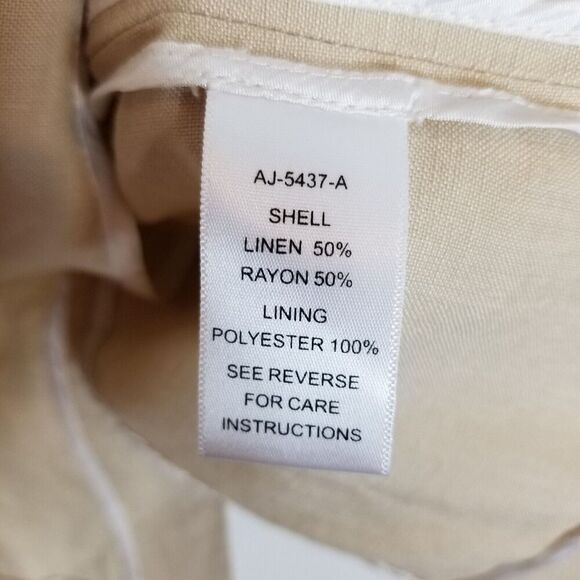 AJ-5437-A
SHELL
LINEN 50%
RAYON 50%
LINING
POLYESTER 100%
SEE REVERSE
FOR CARE
INSTRUCTIONS